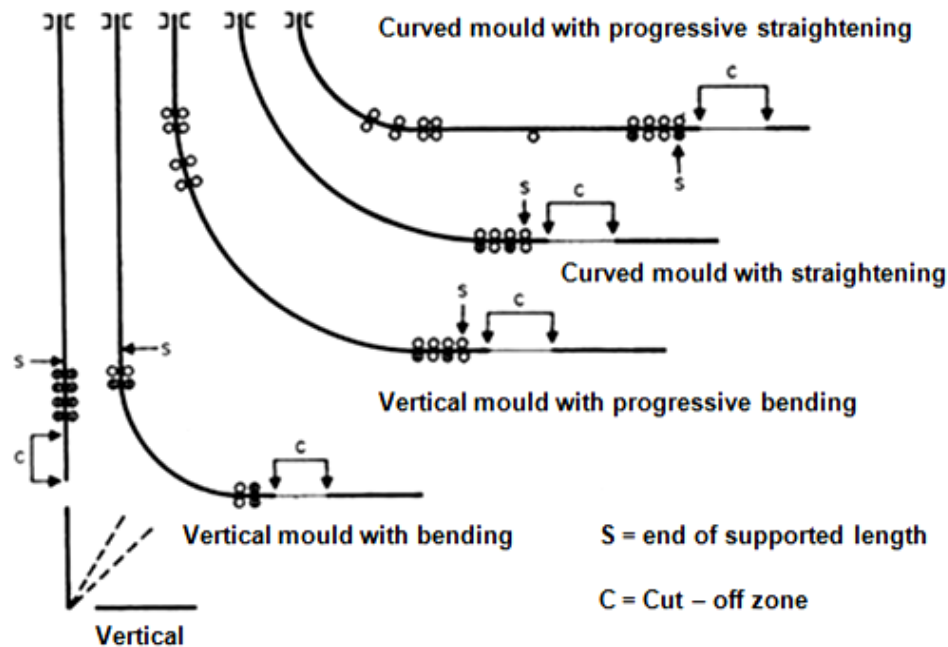 Curved mould with progressive straightening
C
S
S
C
Curved mould with straightening
S
C
Vertical mould with progressive bending
S
S
C
C
Vertical mould with bending
S = end of supported length
C = Cut – off zone
Vertical